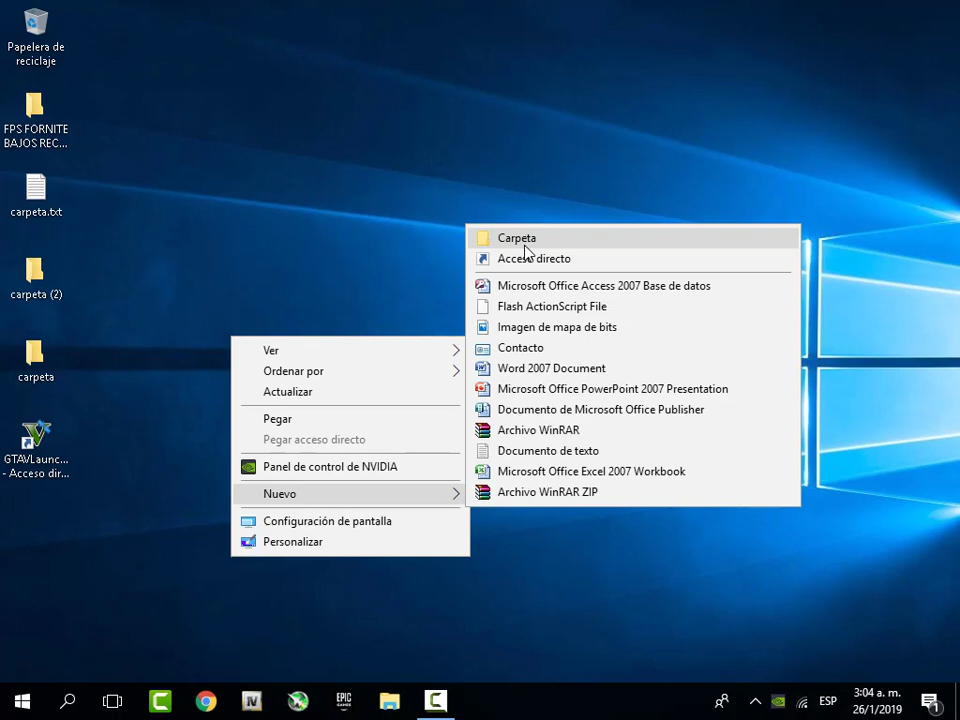 Papelera de
reciclaje
FPS FORNITE
BAJOS REC...
carpeta.txt
carpeta (2)
carpeta
GTAVLaunc...
- Acceso dir...
Ver
Ordenar por
Actualizar
Pegar
Pegar acceso directo
Panel de control de NVIDIA
Nuevo
Configuración de pantalla
Personalizar
Carpeta
Acceso directo
Microsoft Office Access 2007 Base de datos
Flash ActionScript File
Imagen de mapa de bits
Contacto
Word 2007 Document
Microsoft Office PowerPoint 2007 Presentation
Documento de Microsoft Office Publisher
Archivo WinRAR
Documento de texto
Microsoft Office Excel 2007 Workbook
Archivo WinRAR ZIP
IV
EPIC
GAMES
ESP
3:04 a. m.
26/1/2019
1